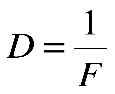 D = 1/F